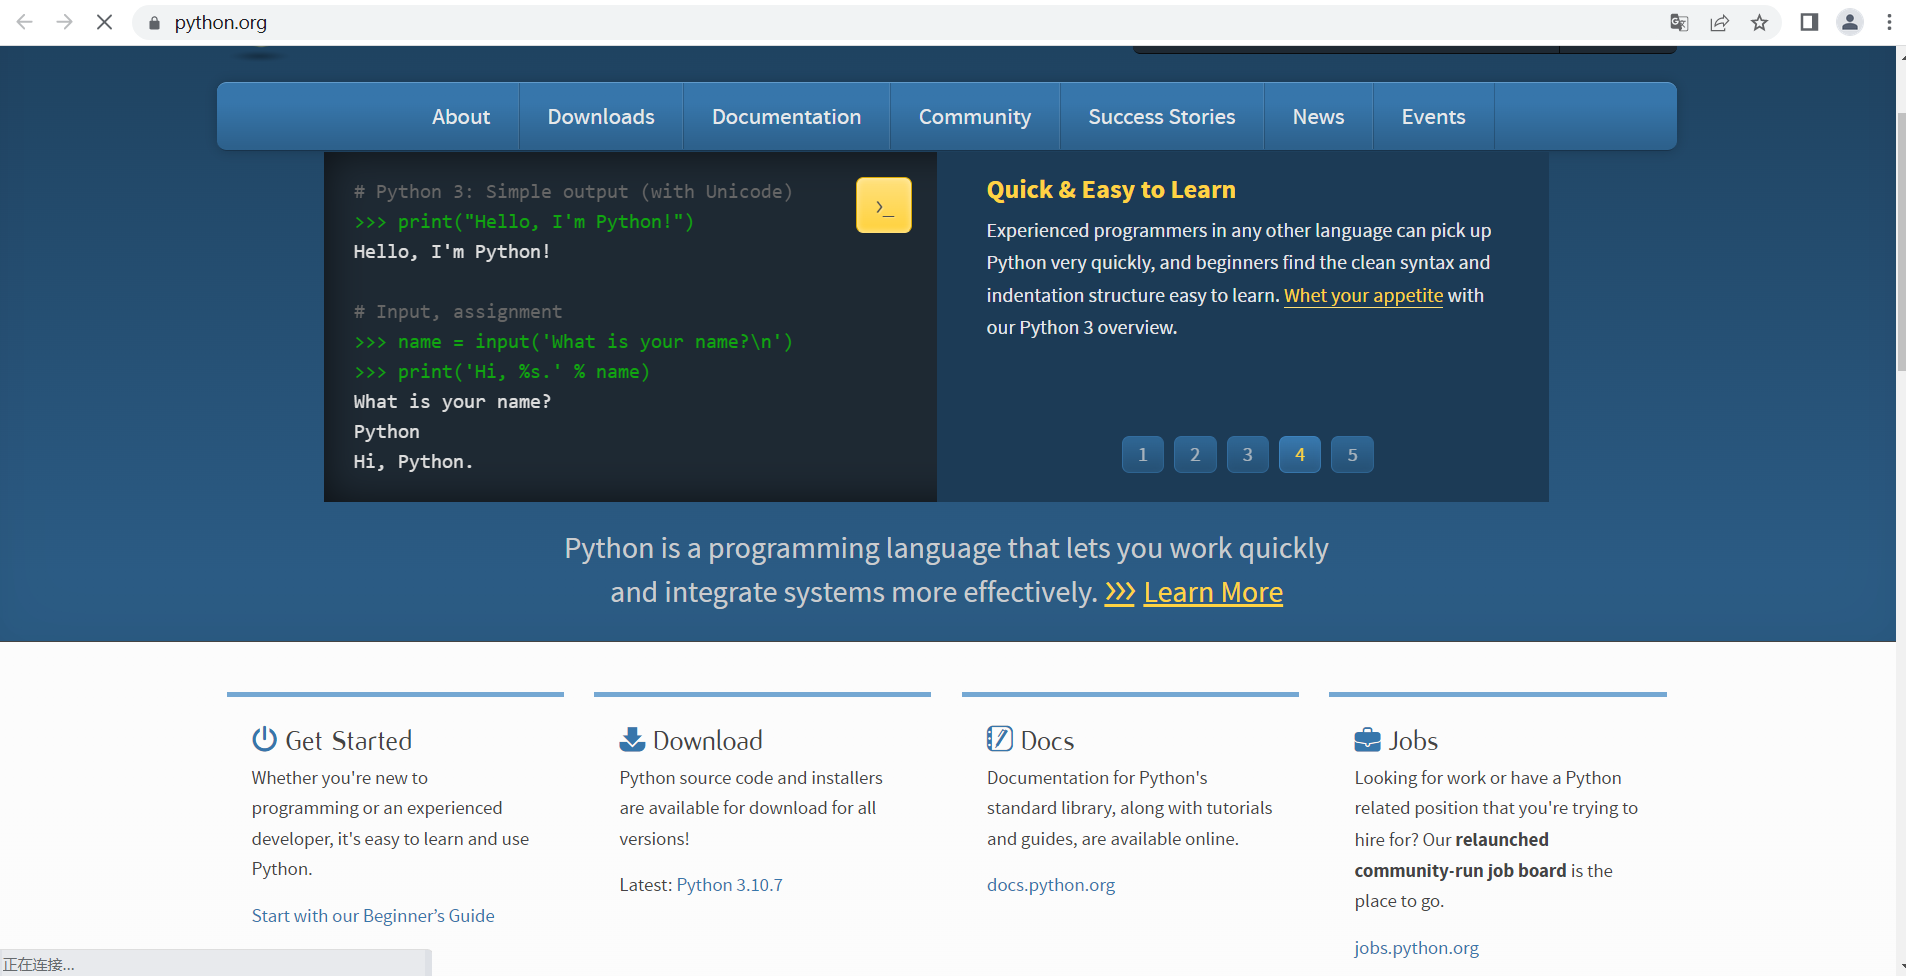 python.org
About Downloads Documentation Community Success Stories News Events
# Python 3: Simple output (with Unicode)
>>> print("Hello, I'm Python!")
Hello, I'm Python!
# Input, assignment
>>> name = input('What is your name?\n')
>>> print('Hi, %s.' % name)
What is your name?
Python
Hi, Python.
>_
Quick & Easy to Learn
Experienced programmers in any other language can pick up
Python very quickly, and beginners find the clean syntax and
indentation structure easy to learn. Whet your appetite with
our Python 3 overview.
1 2 3 4 5
Python is a programming language that lets you work quickly
and integrate systems more effectively. >>> Learn More
Get Started
Whether you're new to
programming or an experienced
developer, it's easy to learn and use
Python.
Start with our Beginner’s Guide
Download
Python source code and installers
are available for download for all
versions!
Latest: Python 3.10.7
Docs
Documentation for Python's
standard library, along with tutorials
and guides, are available online.
docs.python.org
Jobs
Looking for work or have a Python
related position that you're trying to
hire for? Our relaunched
community-run job board is the
place to go.
jobs.python.org
正在连接...